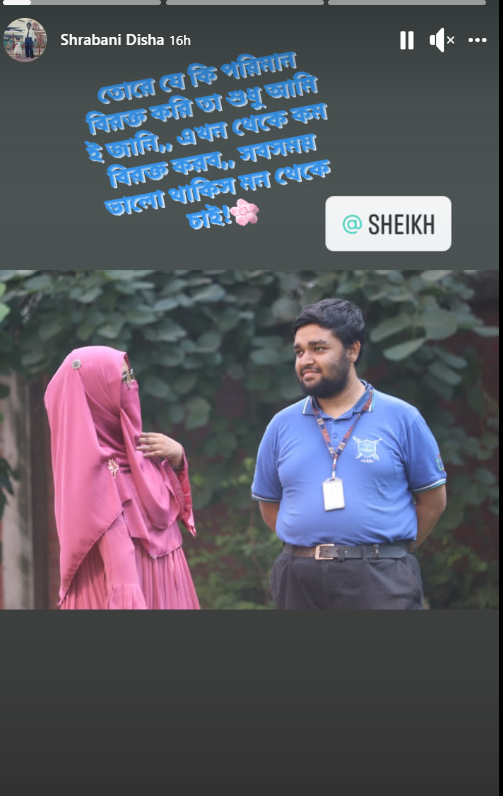 Shrabani Disha 16h
তোরে যে কি পরিমান
বিরক্ত করি তা শুধু আমি
ই জানি,, এখন থেকে কম
বিরক্ত করব,, সবসময়
ভালো থাকিস মন থেকে
চাই!🌸
@SHEIKH